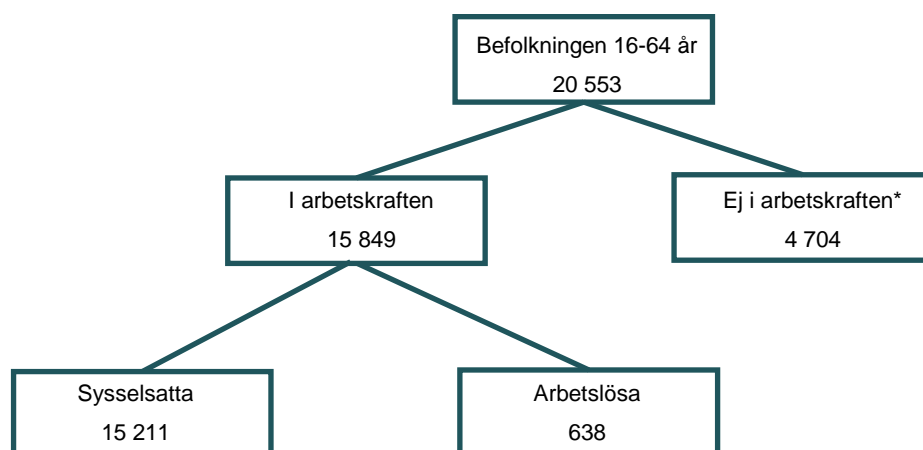 Befolkningen 16-64 år
20 553
I arbetskraften
15 849
Ej i arbetskraften*
4 704
Sysselsatta
15 211
Arbetslösa
638